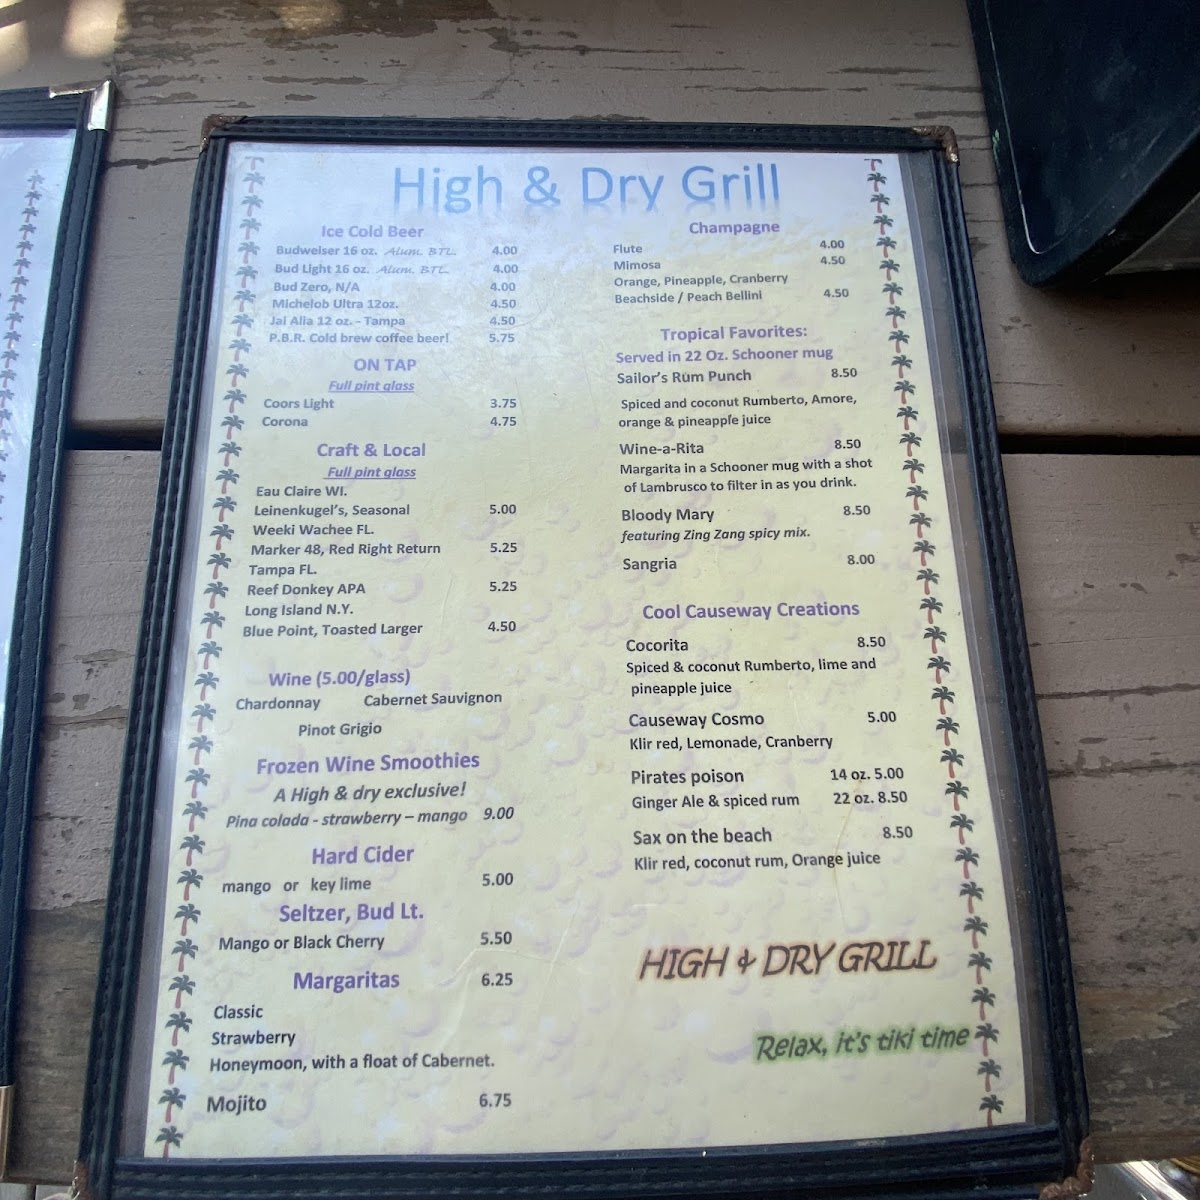 High & Dry Grill
Ice Cold Beer
Budweiser 16 oz. Alum. BTL. 4.00
Bud Light 16 oz. Alum. BTL. 4.00
Bud Zero, N/A 4.00
Michelob Ultra 12oz. 4.50
Jai Alia 12 oz. - Tampa 4.50
P.B.R. Cold brew coffee beer! 5.75
ON TAP
Full pint glass
Coors Light 3.75
Corona 4.75
Craft & Local
Full pint glass
Eau Claire WI.
Leinenkugel's, Seasonal 5.00
Weeki Wachee FL.
Marker 48, Red Right Return 5.25
Tampa FL.
Reef Donkey APA 5.25
Long Island N.Y.
Blue Point, Toasted Larger 4.50
Wine (5.00/glass)
Chardonnay Cabernet Sauvignon
Pinot Grigio
Frozen Wine Smoothies
A High & dry exclusive!
Pina colada - strawberry – mango 9.00
Hard Cider
mango or key lime 5.00
Seltzer, Bud Lt.
Mango or Black Cherry 5.50
Margaritas 6.25
Classic
Strawberry
Honeymoon, with a float of Cabernet.
Mojito 6.75
Champagne
Flute 4.00
Mimosa 4.50
Orange, Pineapple, Cranberry
Beachside / Peach Bellini 4.50
Tropical Favorites:
Served in 22 Oz. Schooner mug
Sailor's Rum Punch 8.50
Spiced and coconut Rumberto, Amore,
orange & pineapple juice
Wine-a-Rita 8.50
Margarita in a Schooner mug with a shot
of Lambrusco to filter in as you drink.
Bloody Mary 8.50
featuring Zing Zang spicy mix.
Sangria 8.00
Cool Causeway Creations
Cocorita 8.50
Spiced & coconut Rumberto, lime and
pineapple juice
Causeway Cosmo 5.00
Klir red, Lemonade, Cranberry
Pirates poison 14 oz. 5.00
Ginger Ale & spiced rum 22 oz. 8.50
Sax on the beach 8.50
Klir red, coconut rum, Orange juice
HIGH & DRY GRILL
Relax, it's tiki time